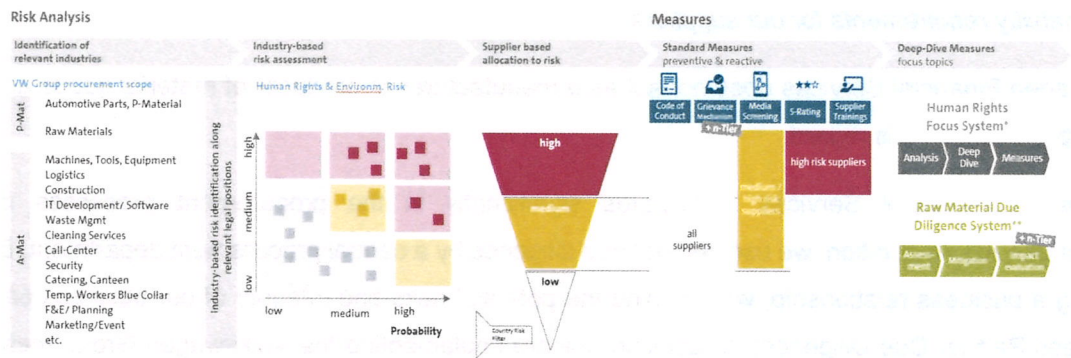 Risk Analysis
Measures
Identification of
relevant industries
Industry-based
risk assessment
Supplier based
allocation to risk
Standard Measures
preventive & reactive
Deep-Dive Measures
focus topics
VW Group procurement scope
P-Mat
Automotive Parts, P-Material
Raw Materials
A-Mat
Machines, Tools, Equipment
Logistics
Construction
IT Development/ Software
Waste Mgmt
Cleaning Services
Call-Center
Security
Catering, Canteen
Temp. Workers Blue Collar
F&E/ Planning
Marketing/Event
etc.
Industry-based risk identification along
relevant legal positions
Human Rights & Environm. Risk
high
medium
low
low
medium
high
Probability
high
medium
low
Country Risk
Filter
Code of
Conduct
Grievance
Mechanism
+ n-Tier
Media
Screening
S-Rating
Supplier
Trainings
all
suppliers
medium /
high risk
suppliers
high risk suppliers
Human Rights
Focus System*
Analysis
Deep
Dive
Measures
Raw Material Due
Diligence System**
+ n-Tier
Assess-
ment
Mitigation
Impact
evaluation